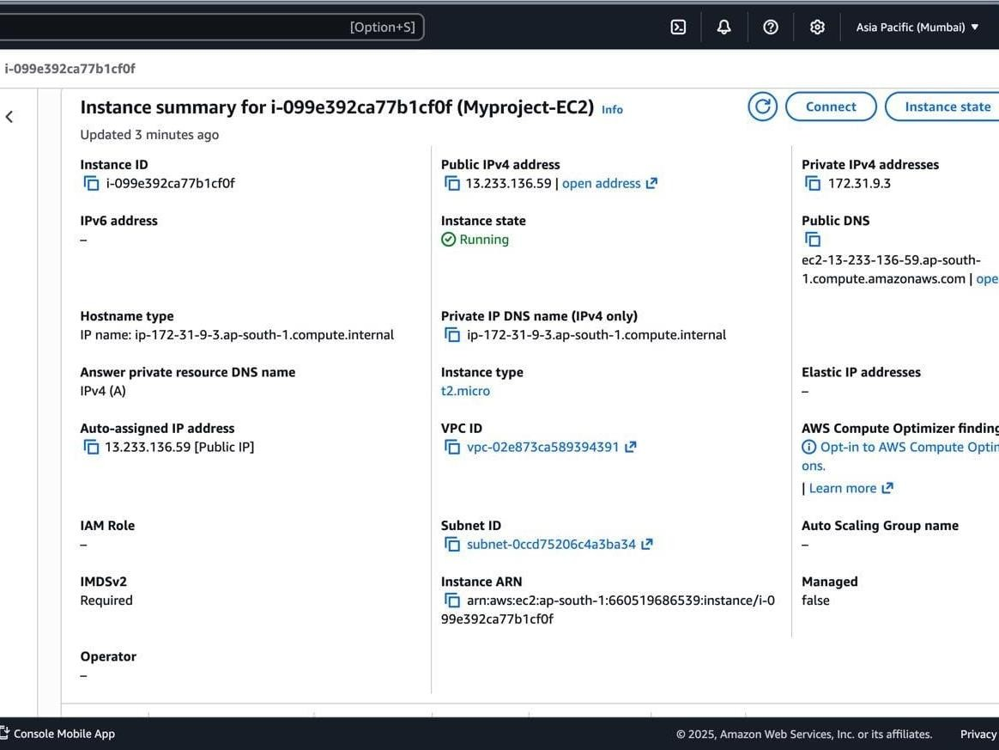 [Option+S]
Asia Pacific (Mumbai)
i-099e392ca77b1cf0f
Instance summary for i-099e392ca77b1cf0f (Myproject-EC2) Info
Connect
Instance state
Updated 3 minutes ago
Instance ID
i-099e392ca77b1cf0f
Public IPv4 address
13.233.136.59 | open address
Private IPv4 addresses
172.31.9.3
IPv6 address
–
Instance state
Running
Public DNS
ec2-13-233-136-59.ap-south-
1.compute.amazonaws.com | ope
Hostname type
IP name: ip-172-31-9-3.ap-south-1.compute.internal
Private IP DNS name (IPv4 only)
ip-172-31-9-3.ap-south-1.compute.internal
Answer private resource DNS name
IPv4 (A)
Instance type
t2.micro
Elastic IP addresses
–
Auto-assigned IP address
13.233.136.59 [Public IP]
VPC ID
vpc-02e873ca589394391
AWS Compute Optimizer finding
Opt-in to AWS Compute Optim
ons.
| Learn more
IAM Role
–
Subnet ID
subnet-0ccd75206c4a3ba34
Auto Scaling Group name
–
IMDSv2
Required
Instance ARN
arn:aws:ec2:ap-south-1:660519686539:instance/i-0
99e392ca77b1cf0f
Managed
false
Operator
–
Console Mobile App
© 2025, Amazon Web Services, Inc. or its affiliates.
Privacy